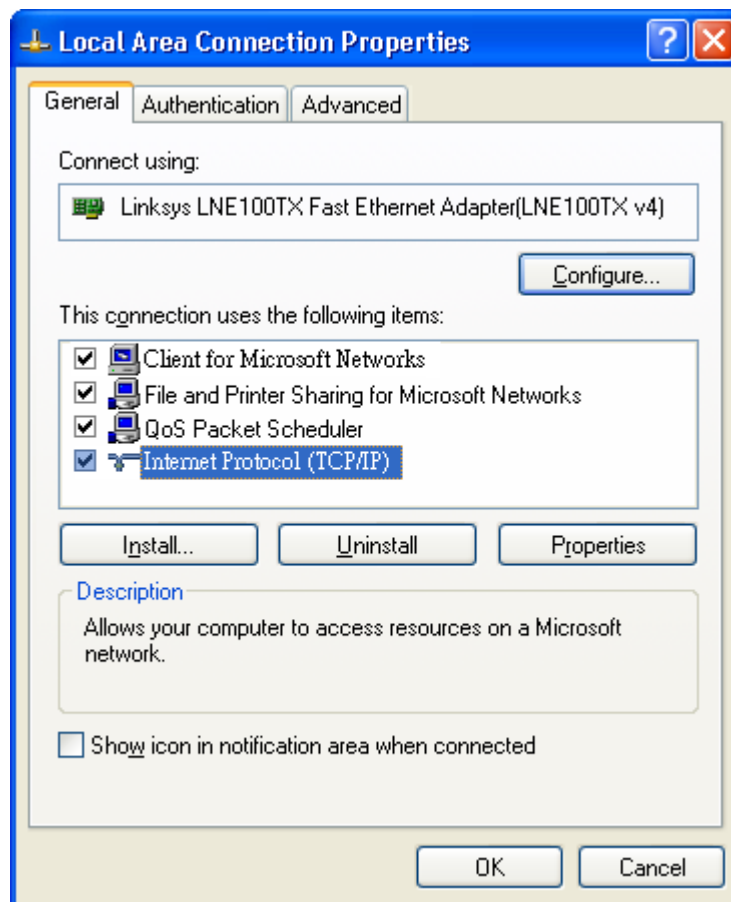 Local Area Connection Properties
General Authentication Advanced
Connect using:
Linksys LNE100TX Fast Ethernet Adapter(LNE100TX v4)
Configure...
This connection uses the following items:
Client for Microsoft Networks
File and Printer Sharing for Microsoft Networks
QoS Packet Scheduler
Internet Protocol (TCP/IP)
Install... Uninstall Properties
Description
Allows your computer to access resources on a Microsoft
network.
Show icon in notification area when connected
OK Cancel